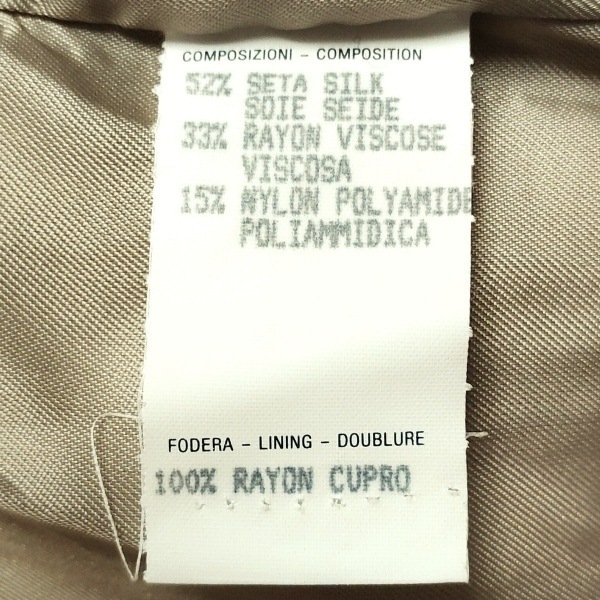 COMPOSIZIONI - COMPOSITION
52% SETA SILK
SOIE SEIDE
33% RAYON VISCOSE
VISCOSA
15% NYLON POLYAMIDE
POLIAMMIDICA
FODERA - LINING - DOUBLURE
100% RAYON CUPRO